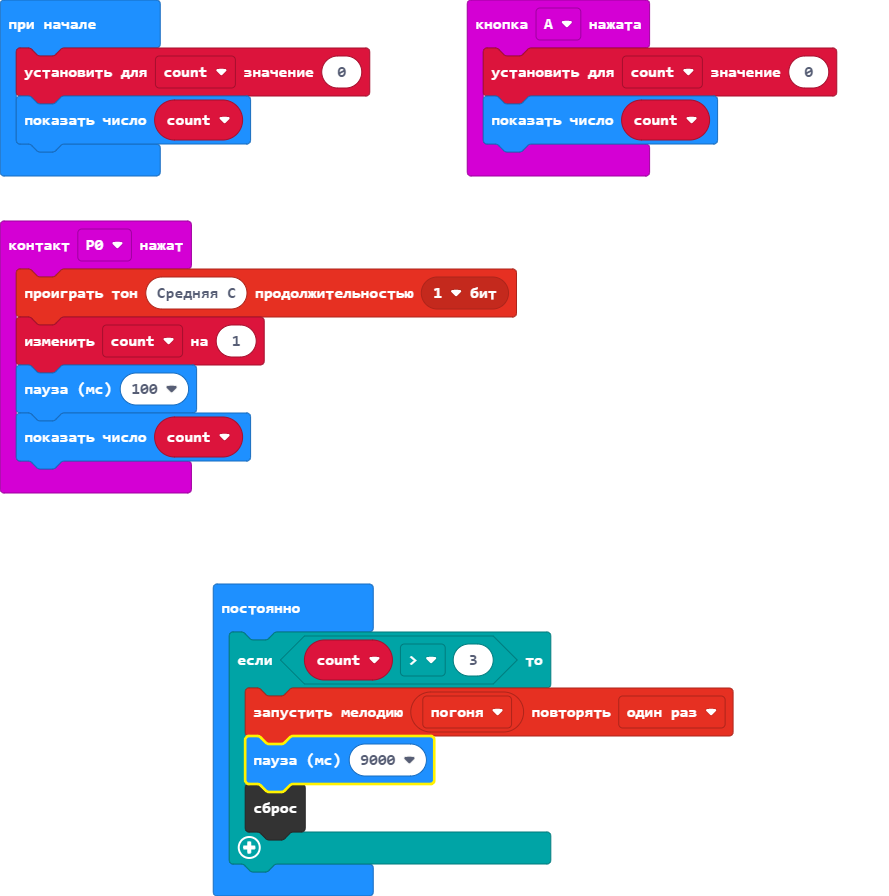 при начале
установить для count значение 0
показать число count
кнопка A нажата
установить для count значение 0
показать число count
контакт P0 нажат
проиграть тон Средняя C продолжительностью 1 бит
изменить count на 1
пауза (мс) 100
показать число count
постоянно
если count > 3 то
запустить мелодию погоня повторять один раз
пауза (мс) 9000
сброс